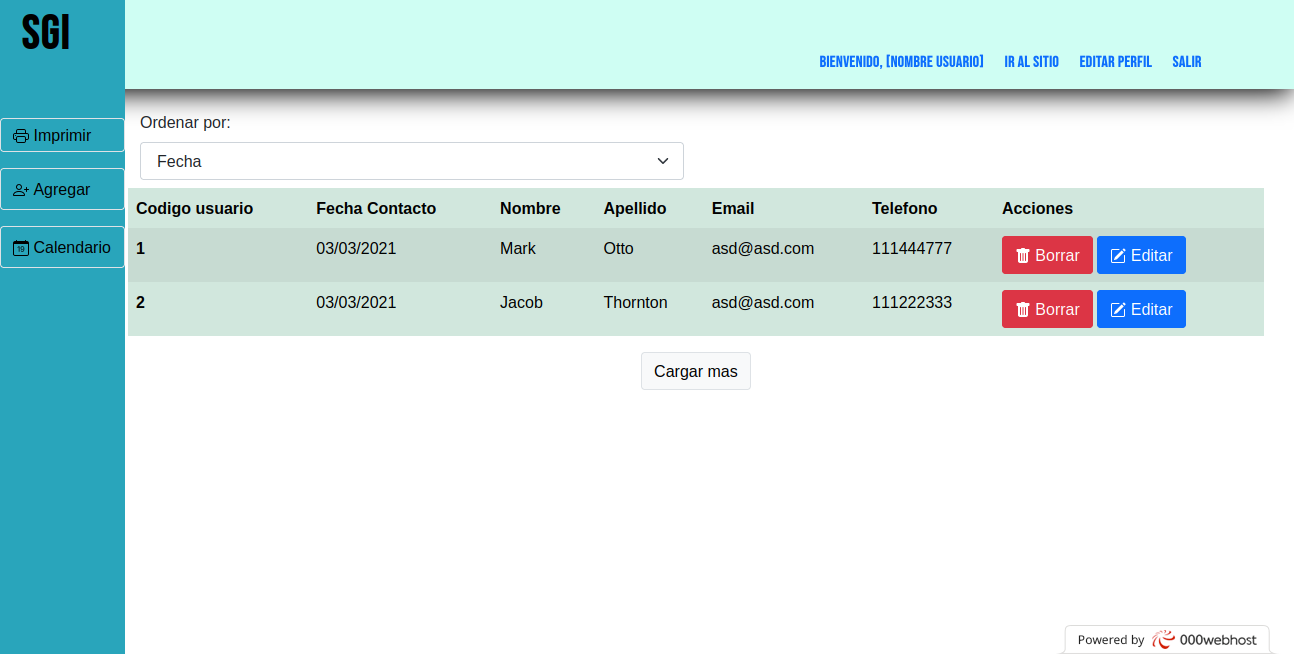 SGI
BIENVENIDO, [NOMBRE USUARIO] IR AL SITIO EDITAR PERFIL SALIR
Imprimir
Agregar
19 Calendario
Ordenar por:
Fecha
Codigo usuario Fecha Contacto Nombre Apellido Email Telefono Acciones
1 03/03/2021 Mark Otto asd@asd.com 111444777 Borrar Editar
2 03/03/2021 Jacob Thornton asd@asd.com 111222333 Borrar Editar
Cargar mas
Powered by 000webhost